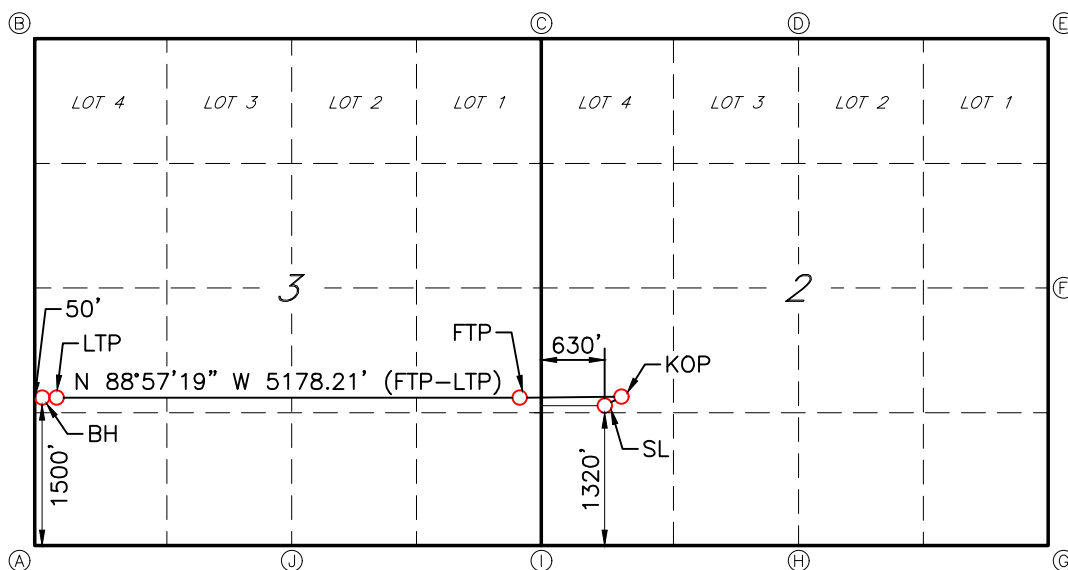 B C D E
LOT 4 LOT 3 LOT 2 LOT 1 LOT 4 LOT 3 LOT 2 LOT 1
3 2 F
50'
LTP FTP 630' KOP
N 88°57'19" W 5178.21' (FTP-LTP)
BH SL
1500' 1320'
A J I H G